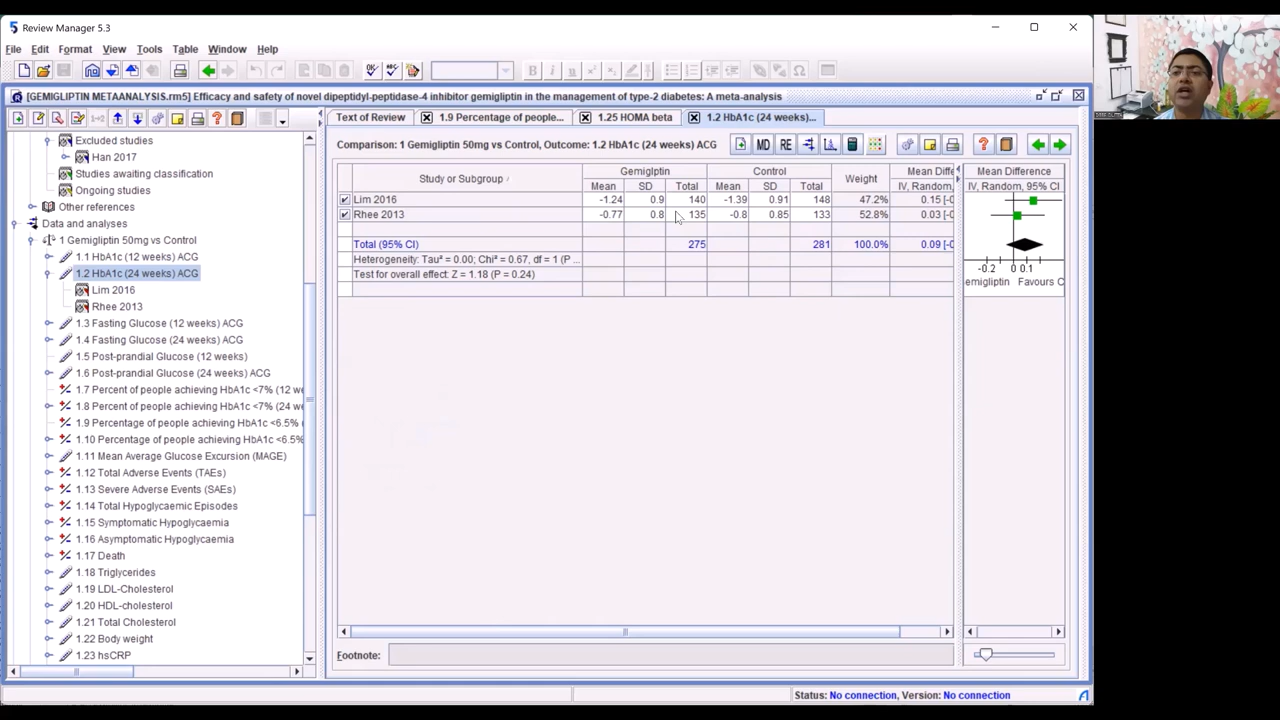 Review Manager 5.3
File Edit Format View Tools Table Window Help
[GEMIGLIPTIN METAANALYSIS.rm5] Efficacy and safety of novel dipeptidyl-peptidase-4 inhibitor gemigliptin in the management of type-2 diabetes: A meta-analysis
Text of Review 1.9 Percentage of people... 1.25 HOMA beta 1.2 HbA1c (24 weeks)...
Excluded studies
Han 2017
Studies awaiting classification
Ongoing studies
Other references
Data and analyses
1 Gemigliptin 50mg vs Control
1.1 HbA1c (12 weeks) ACG
1.2 HbA1c (24 weeks) ACG
Lim 2016
Rhee 2013
1.3 Fasting Glucose (12 weeks) ACG
1.4 Fasting Glucose (24 weeks) ACG
1.5 Post-prandial Glucose (12 weeks)
1.6 Post-prandial Glucose (24 weeks) ACG
1.7 Percent of people achieving HbA1c <7% (12 we
1.8 Percent of people achieving HbA1c <7% (24 we
1.9 Percentage of people achieving HbA1c <6.5% (
1.10 Percentage of people achieving HbA1c <6.5%
1.11 Mean Average Glucose Excursion (MAGE)
1.12 Total Adverse Events (TAEs)
1.13 Severe Adverse Events (SAEs)
1.14 Total Hypoglycaemic Episodes
1.15 Symptomatic Hypoglycaemia
1.16 Asymptomatic Hypoglycaemia
1.17 Death
1.18 Triglycerides
1.19 LDL-Cholesterol
1.20 HDL-cholesterol
1.21 Total Cholesterol
1.22 Body weight
1.23 hsCRP
Comparison: 1 Gemigliptin 50mg vs Control, Outcome: 1.2 HbA1c (24 weeks) ACG MD RE
Study or Subgroup Gemigliptin Control Weight Mean Diffe Mean Difference
Mean SD Total Mean SD Total IV, Random, IV, Random, 95% CI
Lim 2016 -1.24 0.9 140 -1.39 0.91 148 47.2% 0.15 [-0
Rhee 2013 -0.77 0.8 135 -0.8 0.85 133 52.8% 0.03 [-0
Total (95% CI) 275 281 100.0% 0.09 [-0
Heterogeneity: Tau² = 0.00; Chi² = 0.67, df = 1 (P ...
Test for overall effect: Z = 1.18 (P = 0.24)
-0.2 0 0.1
emigliptin Favours C
Footnote:
Status: No connection, Version: No connection